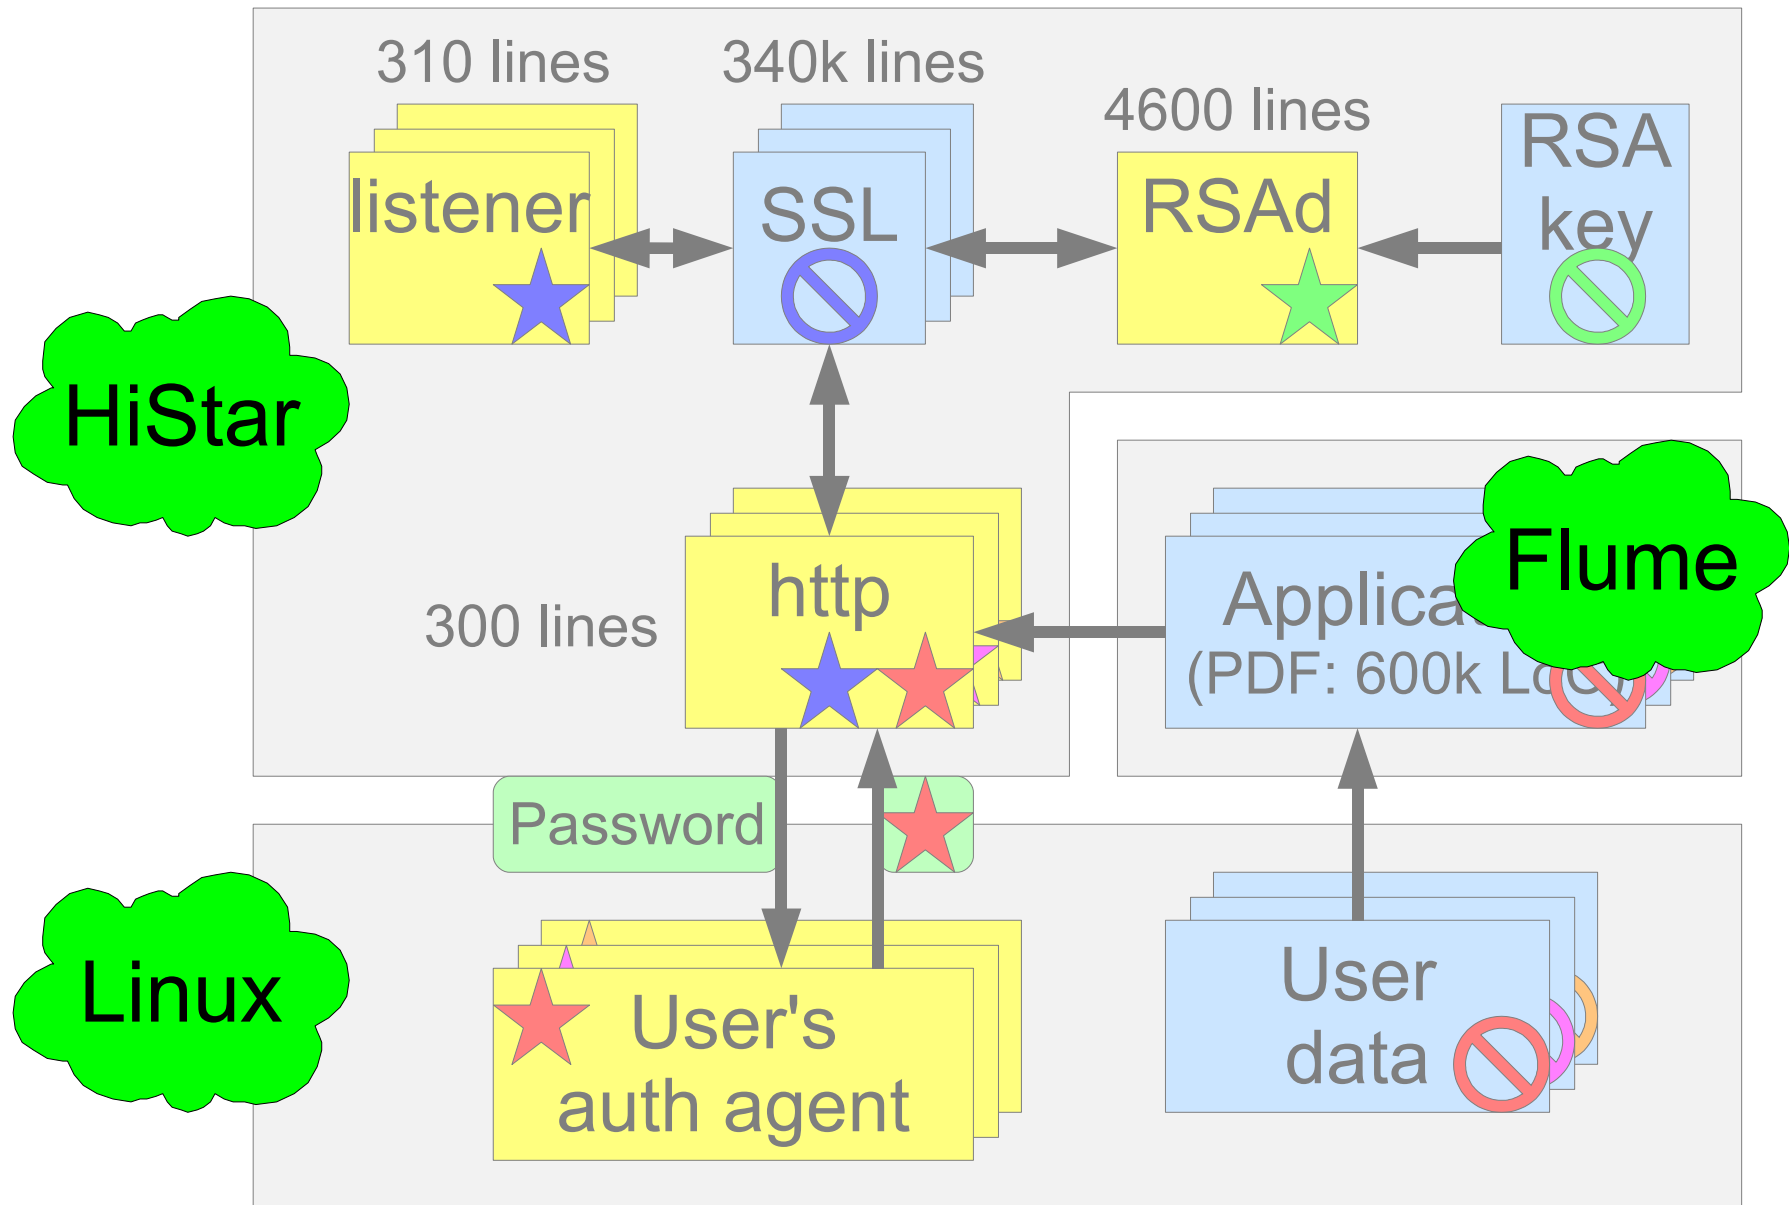 310 lines
340k lines
4600 lines
listener
SSL
RSAd
RSA
key
HiStar
http
300 lines
Flume
(PDF: 600k LoC)
Password
Linux
User's
auth agent
User
data